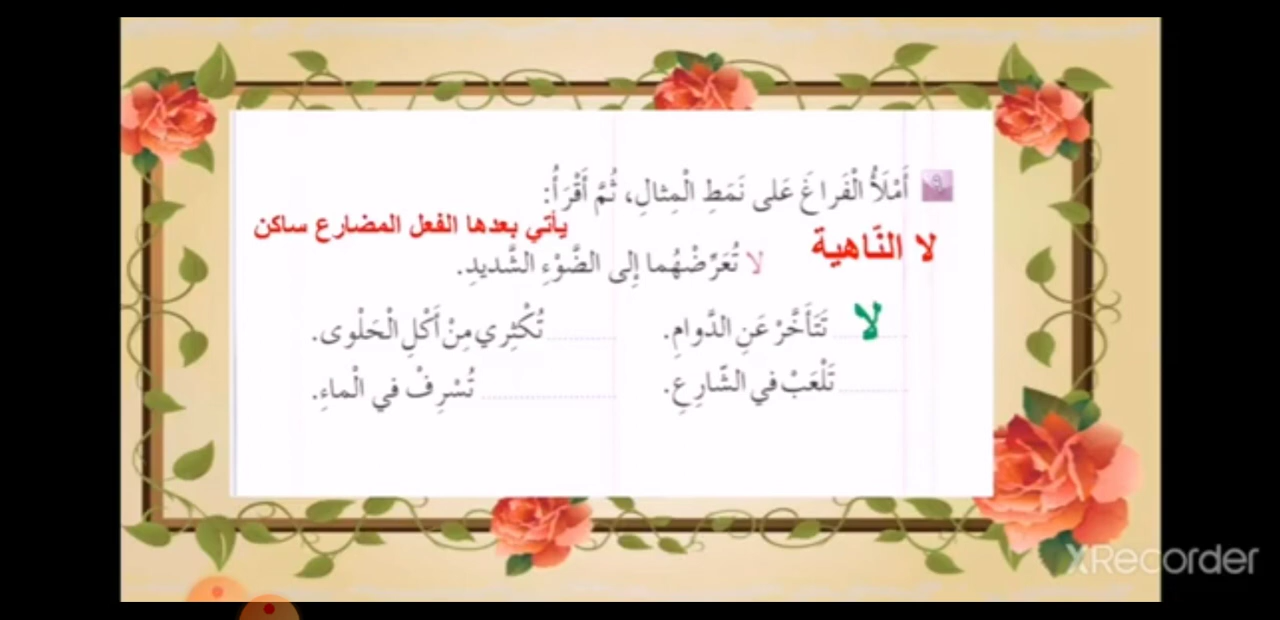 ٩ أَمْلَأُ الْفَراغَ عَلى نَمَطِ الْمِثالِ، ثُمَّ أَقْرَأُ:
يأتي بعدها الفعل المضارع ساكن
لا النّاهية
لا تُعَرِّضْهُما إِلى الضَّوْءِ الشَّديدِ.
لا تَتَأَخَّرْ عَنِ الدَّوامِ. تُكْثِري مِنْ أَكْلِ الْحَلْوى.
تَلْعَبْ في الشّارِعِ. تُسْرِفْ في الْماءِ.
XRecorder